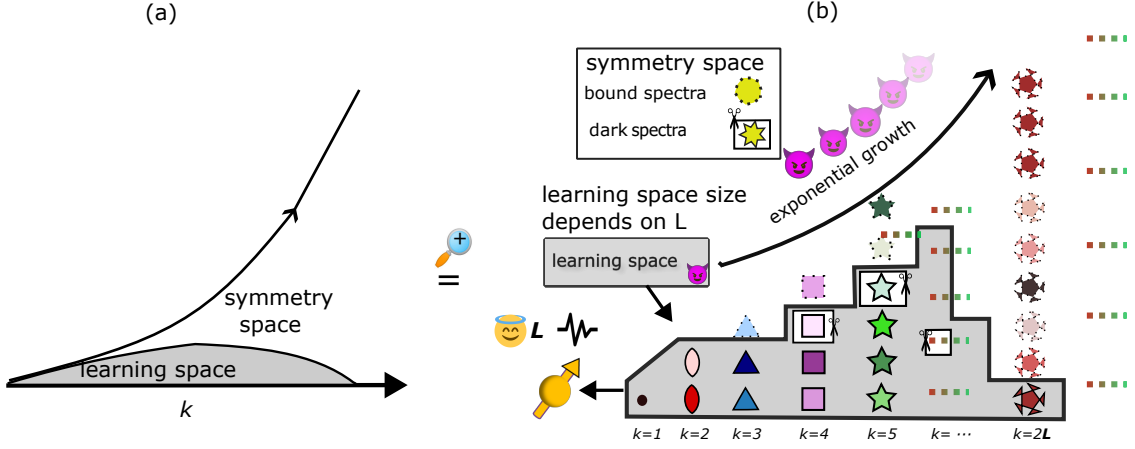 (a)
symmetry
space
learning space
k
=
(b)
symmetry space
bound spectra
dark spectra
exponential growth
learning space size
depends on L
learning space
L
k=1 k=2 k=3 k=4 k=5 k= ... k=2L